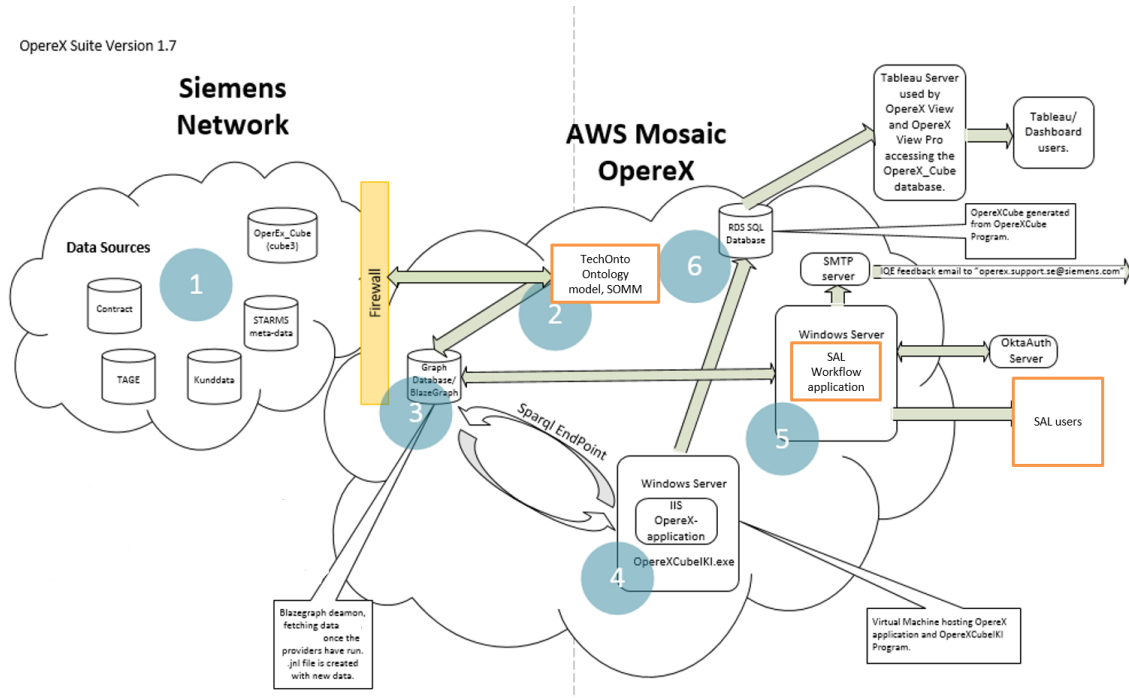 OpereX Suite Version 1.7
Siemens
Network
AWS Mosaic
OpereX
Tableau Server
used by
OpereX View
and OpereX
View Pro
accessing the
OpereX_Cube
database.
Tableau/
Dashboard
users.
Data Sources
1
OperEx_Cube
(cube3)
Contract
STARMS
meta-data
TAGE
Kunddata
Firewall
TechOnto
Ontology
model, SOMM
2
6
RDS SQL
Database
OpereXCube generated
from OpereXCube
Program.
SMTP
server
IQE feedback email to "operex.support.se@siemens.com"
Windows Server
SAL
Workflow
application
5
OktaAuth
Server
SAL users
Graph
Database/
BlazeGraph
3
Sparql EndPoint
Windows Server
IIS
OpereX-
application
OpereXCubeIKI.exe
4
Blazegraph deamon,
fetching data
once the
providers have run.
.jnl file is created
with new data.
Virtual Machine hosting OpereX
application and OpereXCubeIKI
Program.